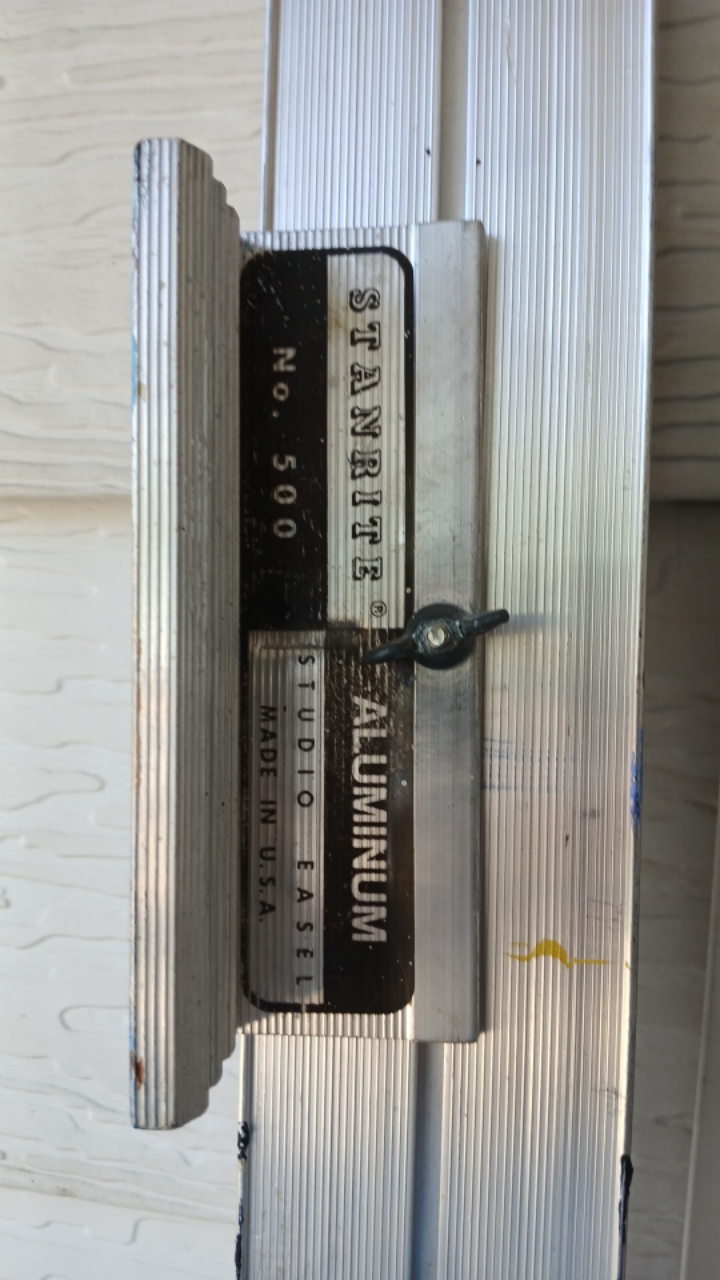 STANRITE®
No. 500
ALUMINUM
STUDIO EASEL
MADE IN U.S.A.